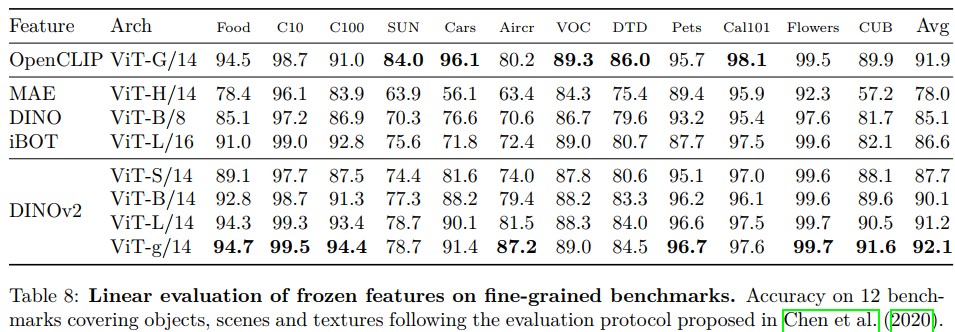 Feature Arch Food C10 C100 SUN Cars Aircr VOC DTD Pets Cal101 Flowers CUB Avg
OpenCLIP ViT-G/14 94.5 98.7 91.0 84.0 96.1 80.2 89.3 86.0 95.7 98.1 99.5 89.9 91.9
MAE ViT-H/14 78.4 96.1 83.9 63.9 56.1 63.4 84.3 75.4 89.4 95.9 92.3 57.2 78.0
DINO ViT-B/8 85.1 97.2 86.9 70.3 76.6 70.6 86.7 79.6 93.2 95.4 97.6 81.7 85.1
iBOT ViT-L/16 91.0 99.0 92.8 75.6 71.8 72.4 89.0 80.7 87.7 97.5 99.6 82.1 86.6
DINOv2
ViT-S/14 89.1 97.7 87.5 74.4 81.6 74.0 87.8 80.6 95.1 97.0 99.6 88.1 87.7
ViT-B/14 92.8 98.7 91.3 77.3 88.2 79.4 88.2 83.3 96.2 96.1 99.6 89.6 90.1
ViT-L/14 94.3 99.3 93.4 78.7 90.1 81.5 88.3 84.0 96.6 97.5 99.7 90.5 91.2
ViT-g/14 94.7 99.5 94.4 78.7 91.4 87.2 89.0 84.5 96.7 97.6 99.7 91.6 92.1
Table 8: Linear evaluation of frozen features on fine-grained benchmarks. Accuracy on 12 bench-
marks covering objects, scenes and textures following the evaluation protocol proposed in Chen et al. (2020).